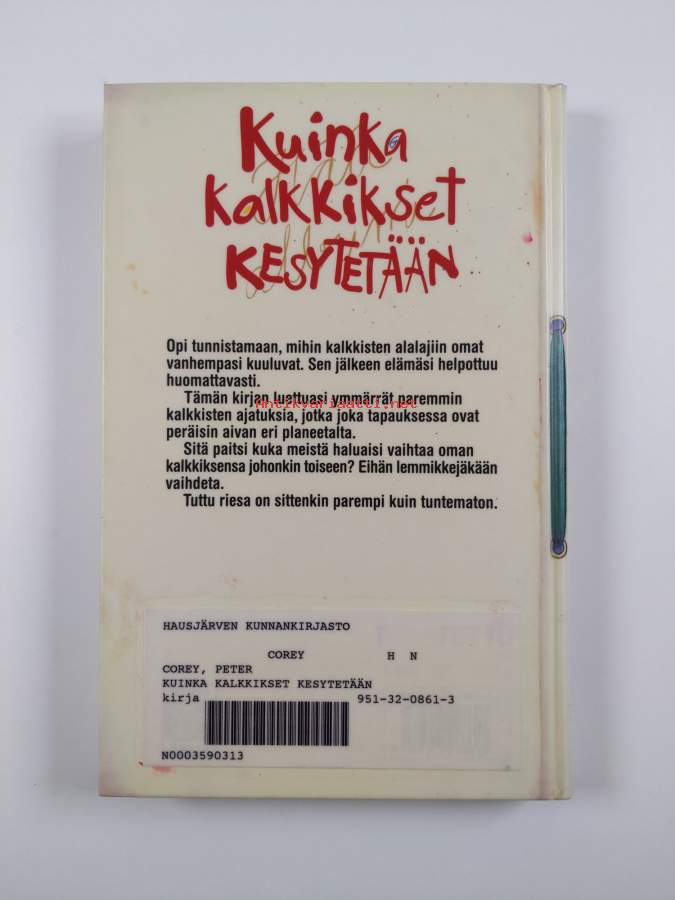 Kuinka
kalkkikset
KESYTETÄÄN
Opi tunnistamaan, mihin kalkkisten alalajiin omat
vanhempasi kuuluvat. Sen jälkeen elämäsi helpottuu
huomattavasti.
Tämän kirjan luettuasi ymmärrät paremmin
Antikvariaatti.net
kalkkisten ajatuksia, jotka joka tapauksessa ovat
peräisin aivan eri planeetalta.
Sitä paitsi kuka meistä haluaisi vaihtaa oman
kalkkiksensa johonkin toiseen? Eihän lemmikkejäkään
vaihdeta.
Tuttu riesa on sittenkin parempi kuin tuntematon.
HAUSJÄRVEN KUNNANKIRJASTO
COREY H N
COREY, PETER
KUINKA KALKKIKSET KESYTETÄÄN
kirja 951-32-0861-3
N0003590313